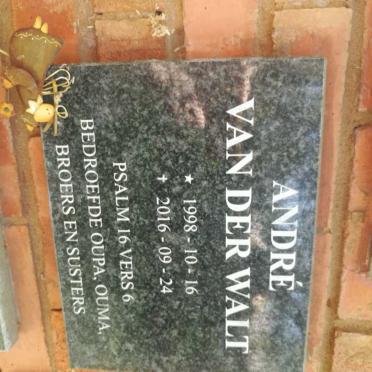 ANDRÉ
VAN DER WALT
★ 1998 - 10 - 16
✝ 2016 - 09 - 24
PSALM 16 VERS 6
BEDROEFDE OUPA, OUMA,
BROERS EN SUSTERS